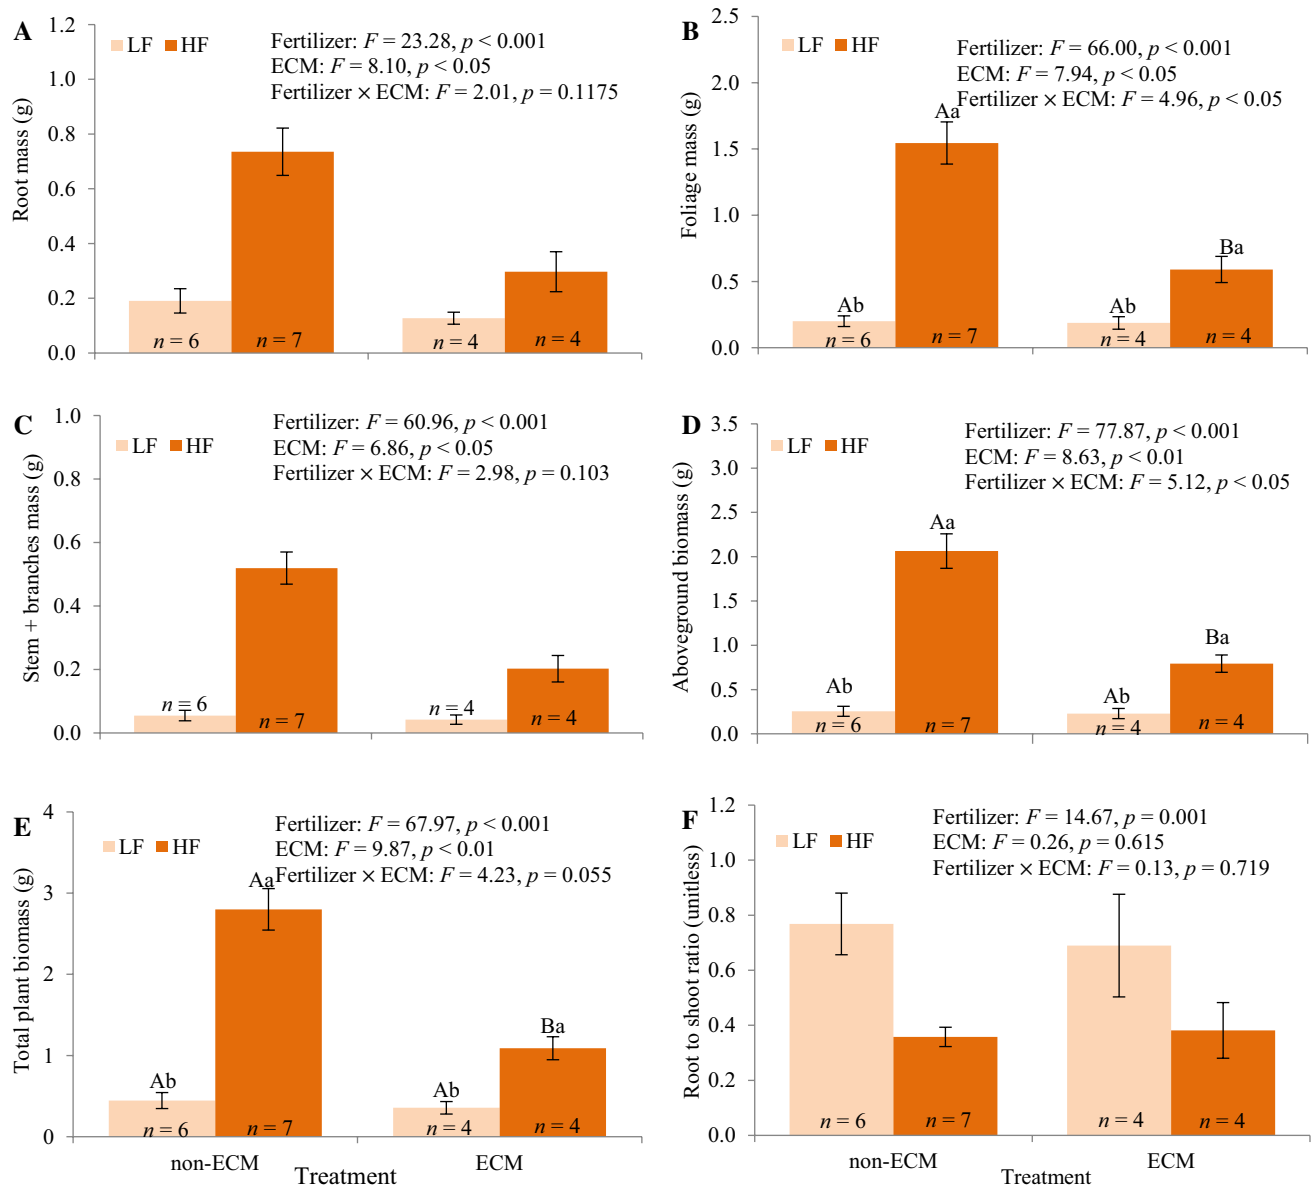 A
LF HF
Fertilizer: F = 23.28, p < 0.001
ECM: F = 8.10, p < 0.05
Fertilizer × ECM: F = 2.01, p = 0.1175
Root mass (g)
1.2
1.0
0.8
0.6
0.4
0.2
0.0
n = 6
n = 7
n = 4
n = 4
B
LF HF
Fertilizer: F = 66.00, p < 0.001
ECM: F = 7.94, p < 0.05
Fertilizer × ECM: F = 4.96, p < 0.05
Foliage mass (g)
2.5
2.0
1.5
1.0
0.5
0.0
Ab
Aa
Ab
Ba
n = 6
n = 7
n = 4
n = 4
C
LF HF
Fertilizer: F = 60.96, p < 0.001
ECM: F = 6.86, p < 0.05
Fertilizer × ECM: F = 2.98, p = 0.103
Stem + branches mass (g)
1.0
0.8
0.6
0.4
0.2
0.0
n = 6
n = 7
n = 4
n = 4
D
LF HF
Fertilizer: F = 77.87, p < 0.001
ECM: F = 8.63, p < 0.01
Fertilizer × ECM: F = 5.12, p < 0.05
Aboveground biomass (g)
3.5
3.0
2.5
2.0
1.5
1.0
0.5
0.0
Ab
Aa
Ab
Ba
n = 6
n = 7
n = 4
n = 4
E
LF HF
Fertilizer: F = 67.97, p < 0.001
ECM: F = 9.87, p < 0.01
Fertilizer × ECM: F = 4.23, p = 0.055
Total plant biomass (g)
4
3
2
1
0
Ab
Aa
Ab
Ba
n = 6
n = 7
n = 4
n = 4
non-ECM
ECM
Treatment
F
LF HF
Fertilizer: F = 14.67, p = 0.001
ECM: F = 0.26, p = 0.615
Fertilizer × ECM: F = 0.13, p = 0.719
Root to shoot ratio (unitless)
1.2
1.0
0.8
0.6
0.4
0.2
0.0
n = 6
n = 7
n = 4
n = 4
non-ECM
ECM
Treatment